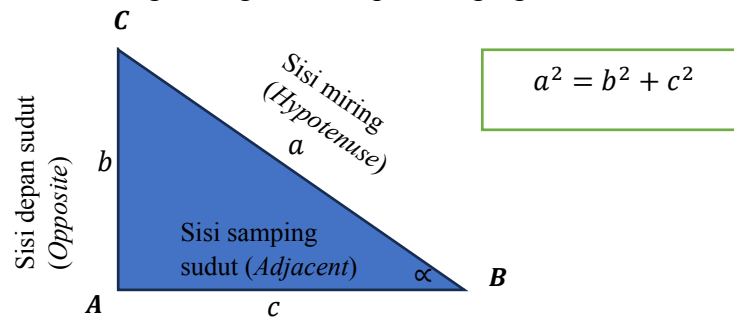 C
Sisi miring
(Hypotenuse)
a
a² = b² + c²
Sisi depan sudut
(Opposite)
b
Sisi samping
sudut (Adjacent)
∝
A
c
B